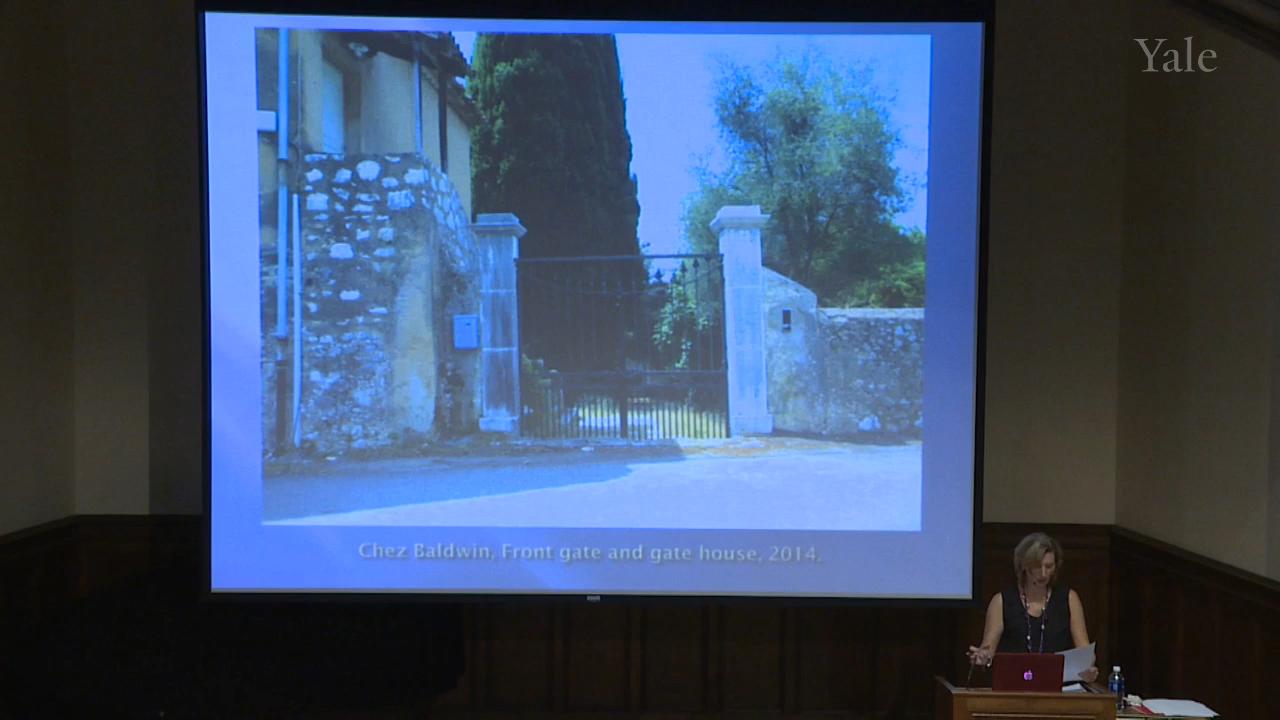 Yale
Chez Baldwin, Front gate and gate house, 2014.